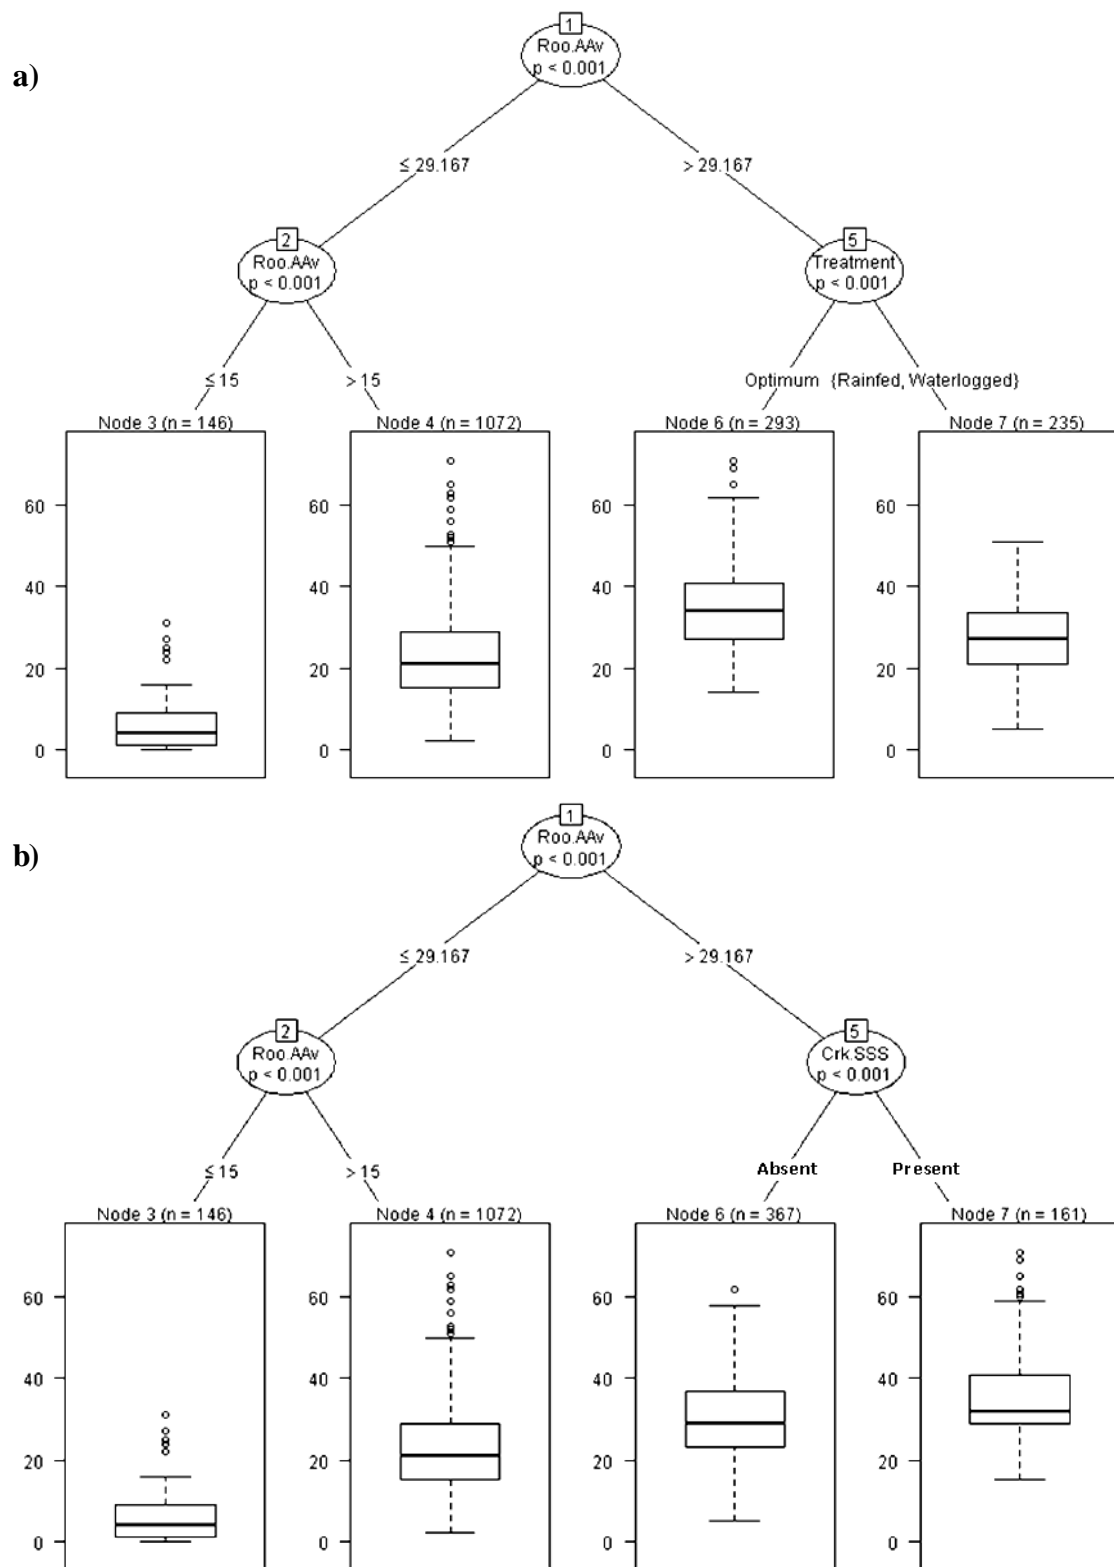 a)
1
Roo.AAv
p < 0.001
≤ 29.167
> 29.167
2
Roo.AAv
p < 0.001
5
Treatment
p < 0.001
≤ 15
> 15
Optimum
{Rainfed, Waterlogged}
Node 3 (n = 146)
Node 4 (n = 1072)
Node 6 (n = 293)
Node 7 (n = 235)
60 60 60 60
40 40 40 40
20 20 20 20
0 0 0 0
b)
1
Roo.AAv
p < 0.001
≤ 29.167
> 29.167
2
Roo.AAv
p < 0.001
5
Crk.SSS
p < 0.001
≤ 15
> 15
Absent
Present
Node 3 (n = 146)
Node 4 (n = 1072)
Node 6 (n = 367)
Node 7 (n = 161)
60 60 60 60
40 40 40 40
20 20 20 20
0 0 0 0